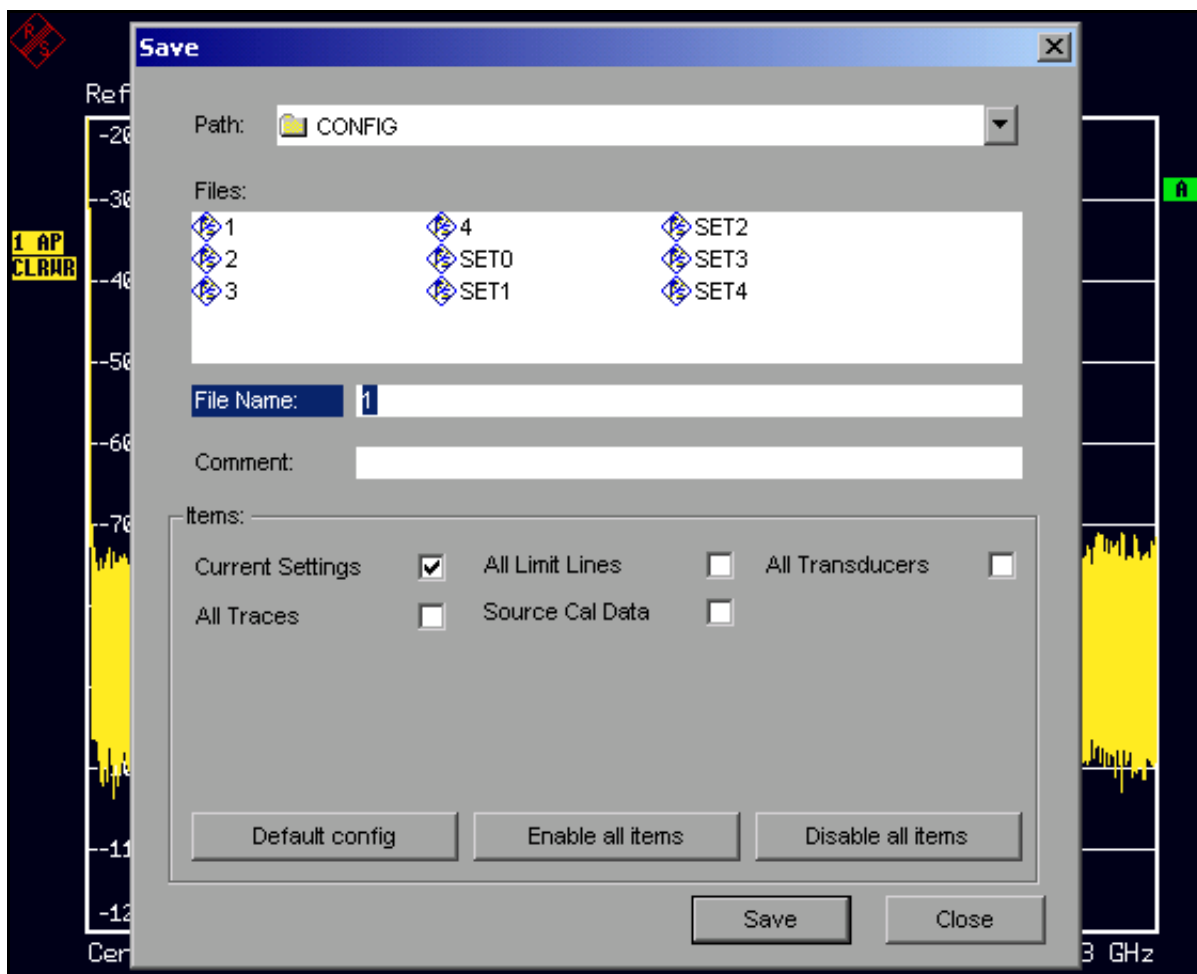 R
S
Save
Ref
Path: CONFIG
-20
Files:
--30
A
1 4 SET2
1 AP
2 SET0 SET3
CLRWR
--40
3 SET1 SET4
--50
File Name: 1
--60
Comment:
--70
Items:
Current Settings All Limit Lines All Transducers
All Traces Source Cal Data
Default config Enable all items Disable all items
--11
-12
Save Close
Cen
3 GHz